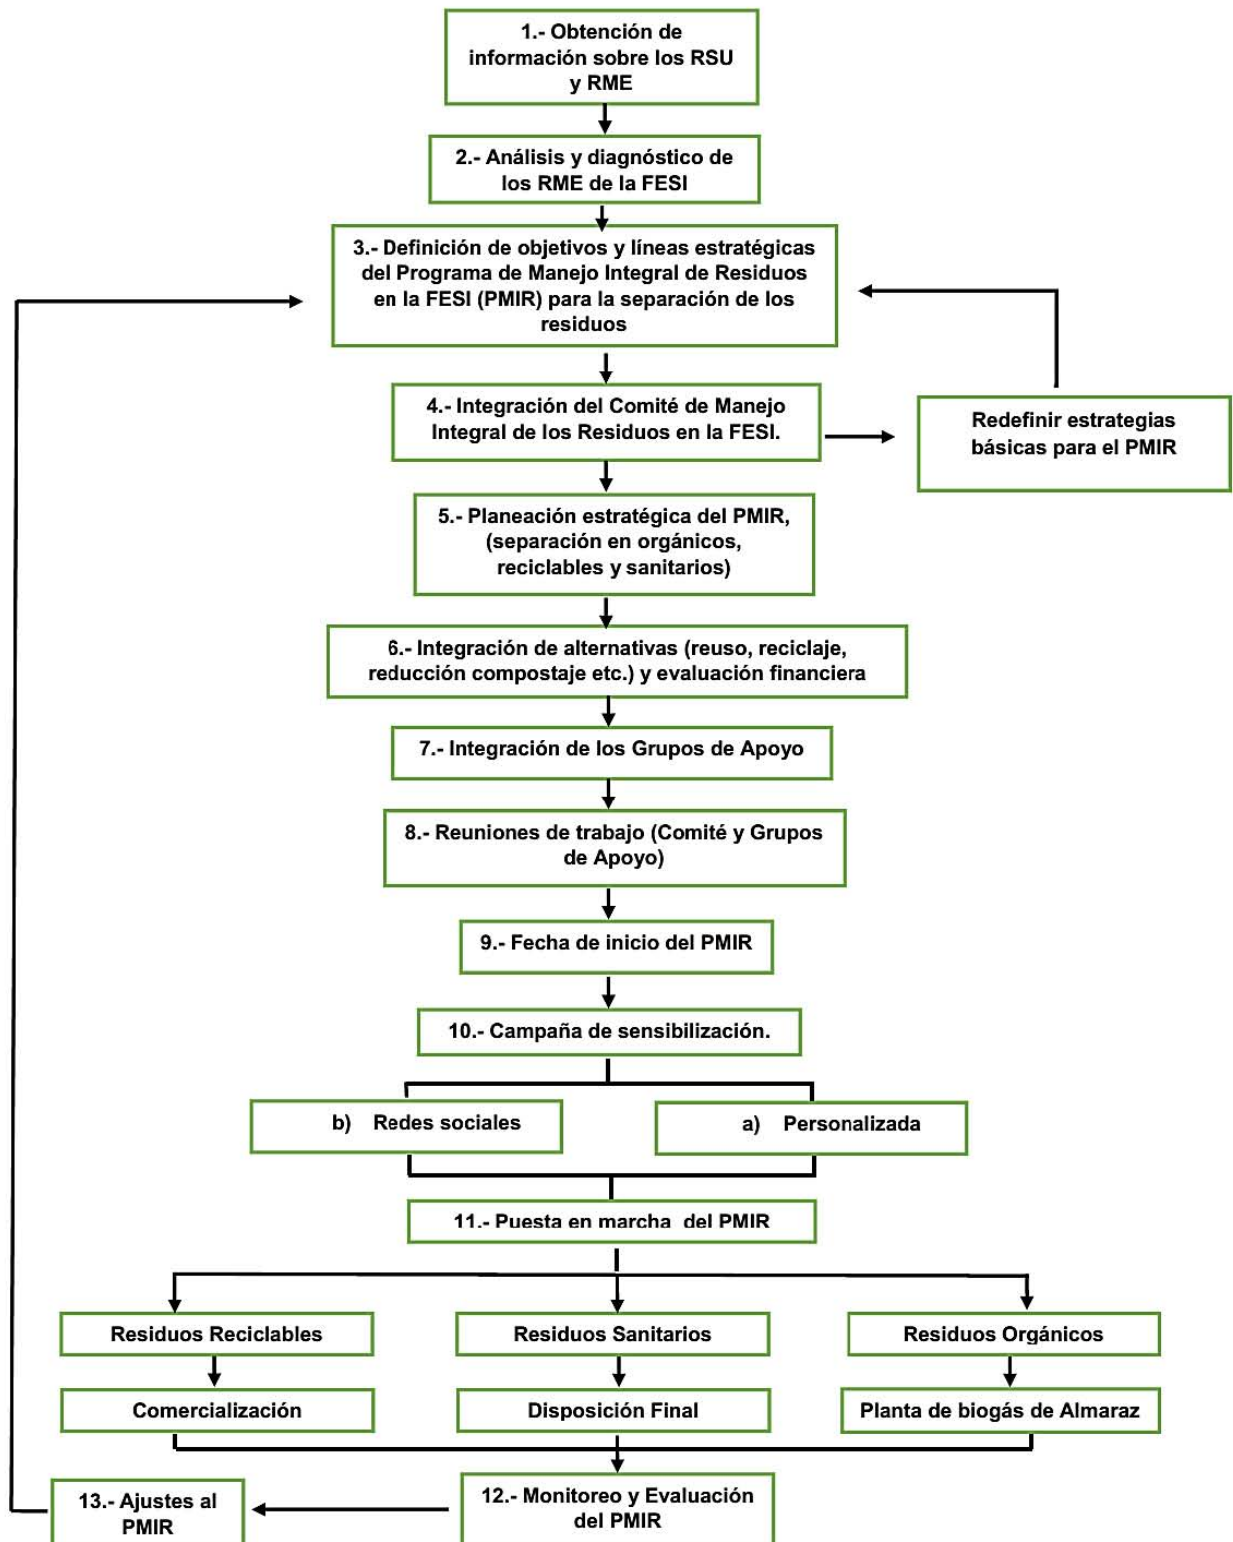 1.- Obtención de
información sobre los RSU
y RME
2.- Análisis y diagnóstico de
los RME de la FESI
3.- Definición de objetivos y líneas estratégicas
del Programa de Manejo Integral de Residuos
en la FESI (PMIR) para la separación de los
residuos
4.- Integración del Comité de Manejo
Integral de los Residuos en la FESI.
Redefinir estrategias
básicas para el PMIR
5.- Planeación estratégica del PMIR,
(separación en orgánicos,
reciclables y sanitarios)
6.- Integración de alternativas (reuso, reciclaje,
reducción compostaje etc.) y evaluación financiera
7.- Integración de los Grupos de Apoyo
8.- Reuniones de trabajo (Comité y Grupos
de Apoyo)
9.- Fecha de inicio del PMIR
10.- Campaña de sensibilización.
b) Redes sociales
a) Personalizada
11.- Puesta en marcha del PMIR
Residuos Reciclables
Residuos Sanitarios
Residuos Orgánicos
Comercialización
Disposición Final
Planta de biogás de Almaraz
13.- Ajustes al
PMIR
12.- Monitoreo y Evaluación
del PMIR